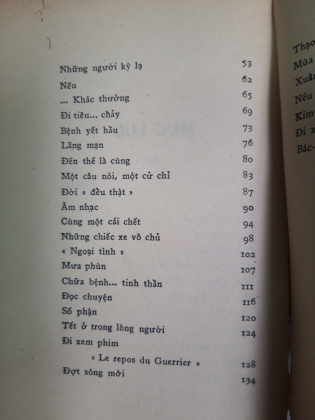 Những người kỳ lạ 53
Nếu 62
... Khác thường 65
Đi tiêu... chảy 69
Bệnh yết hầu 73
Lãng mạn 76
Đến thế là cùng 80
Một câu nói, một cử chỉ 83
Đời « đều thật » 87
Âm nhạc 90
Cùng một cái chết 94
Những chiếc xe vô chủ 98
« Ngoại tình » 102
Mưa phùn 107
Chữa bệnh... tinh thần 111
Đọc chuyện 116
Số phận 120
Tết ở trong lòng người 124
Đi xem phim
« Le repos du Guerrier » 128
Đợt sóng mới 134
Thạo
Mùa
Xuân
Nếu
Kim
Đi x
Bác-